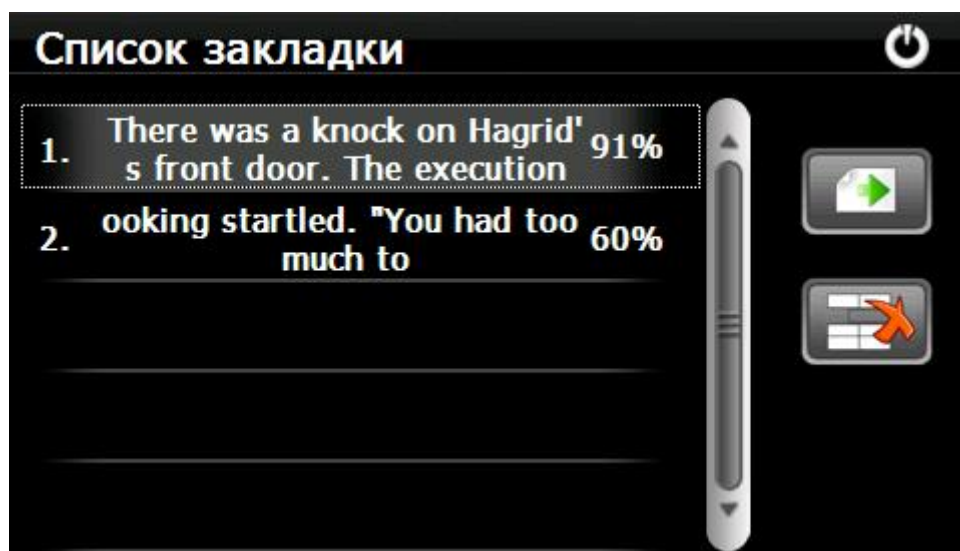 Список закладки
1. There was a knock on Hagrid' 91%
s front door. The execution
2. ooking startled. "You had too 60%
much to